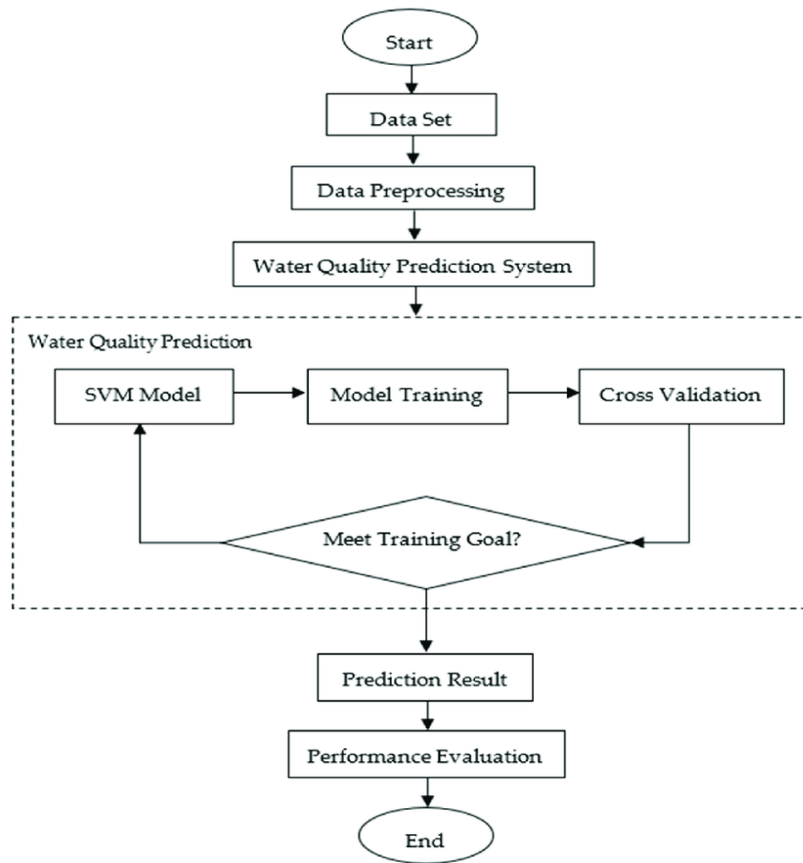 Start
Data Set
Data Preprocessing
Water Quality Prediction System
Water Quality Prediction
SVM Model
Model Training
Cross Validation
Meet Training Goal?
Prediction Result
Performance Evaluation
End